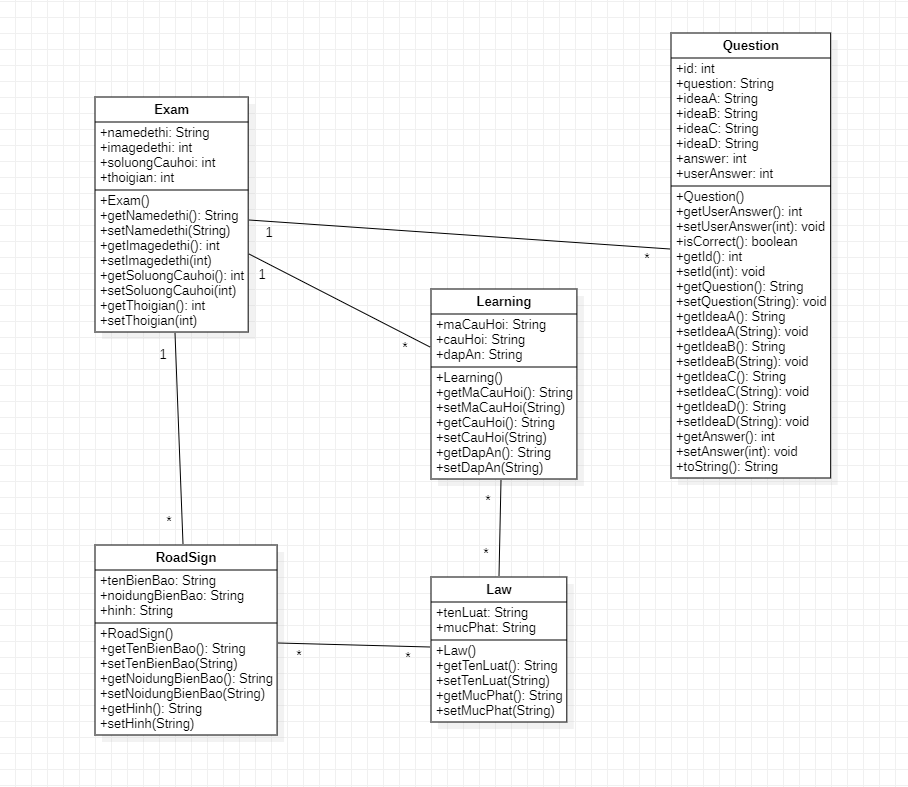 Exam
+namedethi: String
+imagedethi: int
+soluongCauhoi: int
+thoigian: int
+Exam()
+getNamedethi(): String
+setNamedethi(String)
+getImagedethi(): int
+setImagedethi(int)
+getSoluongCauhoi(): int
+setSoluongCauhoi(int)
+getThoigian(): int
+setThoigian(int)
1
*
1
*
1
*
Question
+id: int
+question: String
+ideaA: String
+ideaB: String
+ideaC: String
+ideaD: String
+answer: int
+userAnswer: int
+Question()
+getUserAnswer(): int
+setUserAnswer(int): void
+isCorrect(): boolean
+getId(): int
+setId(int): void
+getQuestion(): String
+setQuestion(String): void
+getIdeaA(): String
+setIdeaA(String): void
+getIdeaB(): String
+setIdeaB(String): void
+getIdeaC(): String
+setIdeaC(String): void
+getIdeaD(): String
+setIdeaD(String): void
+getAnswer(): int
+setAnswer(int): void
+toString(): String
Learning
+maCauHoi: String
+cauHoi: String
+dapAn: String
+Learning()
+getMaCauHoi(): String
+setMaCauHoi(String)
+getCauHoi(): String
+setCauHoi(String)
+getDapAn(): String
+setDapAn(String)
*
*
RoadSign
+tenBienBao: String
+noidungBienBao: String
+hinh: String
+RoadSign()
+getTenBienBao(): String
+setTenBienBao(String)
+getNoidungBienBao(): String
+setNoidungBienBao(String)
+getHinh(): String
+setHinh(String)
*
*
Law
+tenLuat: String
+mucPhat: String
+Law()
+getTenLuat(): String
+setTenLuat(String)
+getMucPhat(): String
+setMucPhat(String)